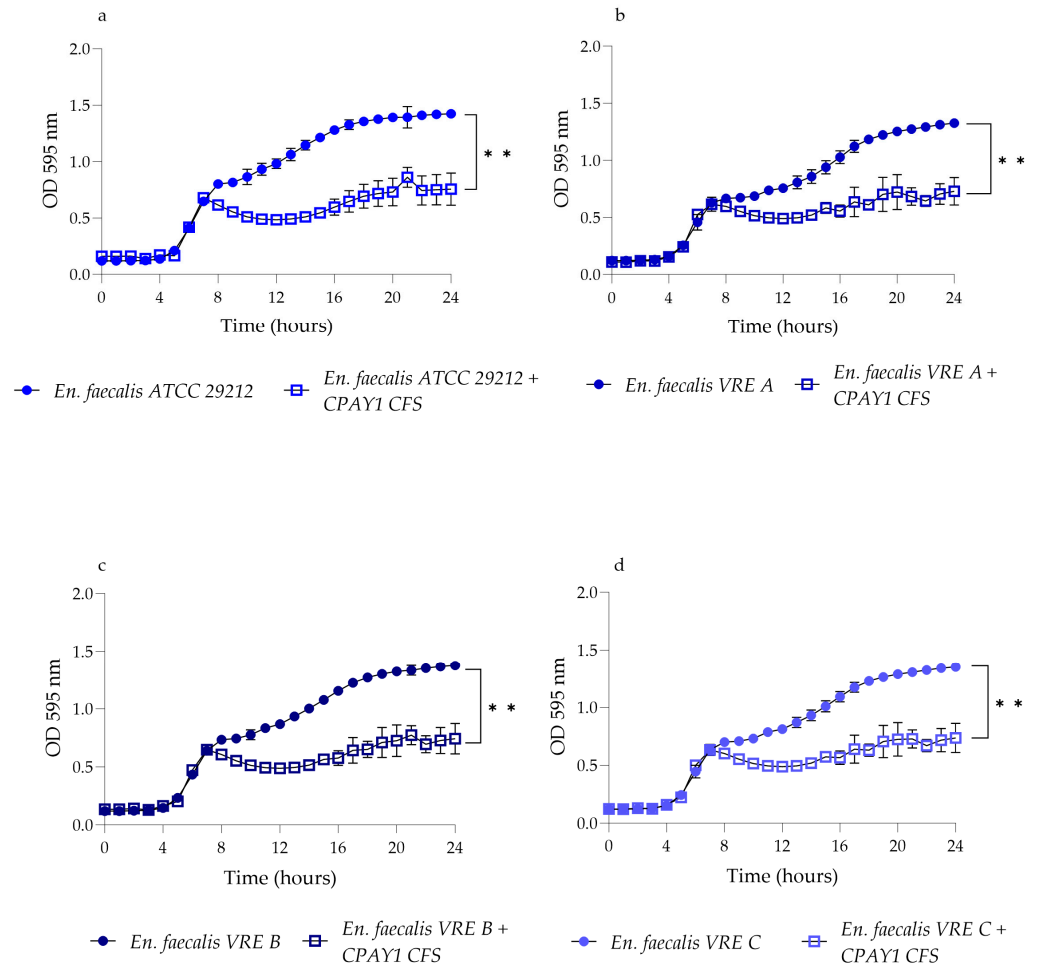 a
2.0
1.5
1.0
0.5
0.0
OD 595 nm
0 4 8 12 16 20 24
Time (hours)
* *
En. faecalis ATCC 29212
En. faecalis ATCC 29212 +
CPAY1 CFS
b
2.0
1.5
1.0
0.5
0.0
OD 595 nm
0 4 8 12 16 20 24
Time (hours)
* *
En. faecalis VRE A
En. faecalis VRE A +
CPAY1 CFS
c
2.0
1.5
1.0
0.5
0.0
OD 595 nm
0 4 8 12 16 20 24
Time (hours)
* *
En. faecalis VRE B
En. faecalis VRE B +
CPAY1 CFS
d
2.0
1.5
1.0
0.5
0.0
OD 595 nm
0 4 8 12 16 20 24
Time (hours)
* *
En. faecalis VRE C
En. faecalis VRE C +
CPAY1 CFS